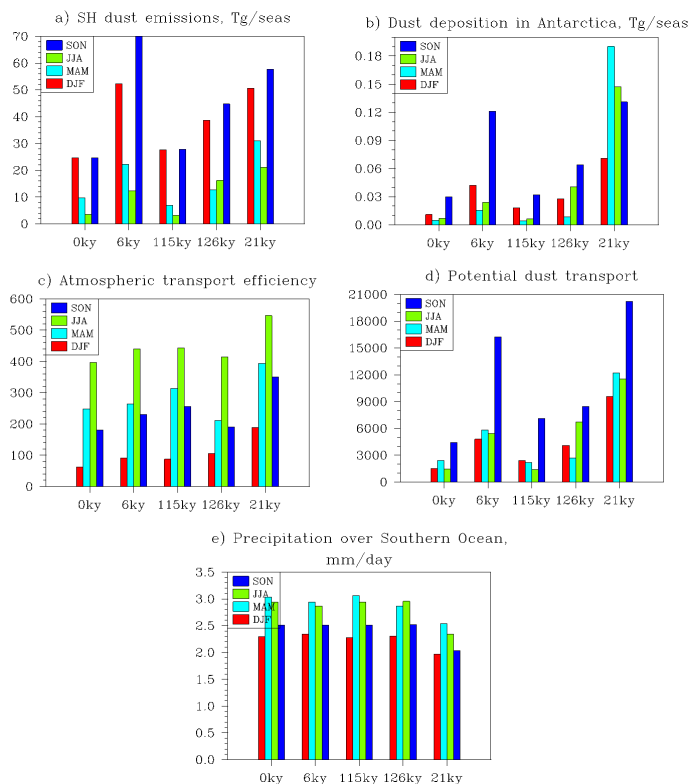 a) SH dust emissions, Tg/seas
70
60
50
40
30
20
10
0
SON
JJA
MAM
DJF
0ky 6ky 115ky 126ky 21ky
b) Dust deposition in Antarctica, Tg/seas
0.18
0.15
0.12
0.09
0.06
0.03
0.00
SON
JJA
MAM
DJF
0ky 6ky 115ky 126ky 21ky
c) Atmospheric transport efficiency
600
500
400
300
200
100
0
SON
JJA
MAM
DJF
0ky 6ky 115ky 126ky 21ky
d) Potential dust transport
21000
18000
15000
12000
9000
6000
3000
0
SON
JJA
MAM
DJF
0ky 6ky 115ky 126ky 21ky
e) Precipitation over Southern Ocean,
mm/day
3.5
3.0
2.5
2.0
1.5
1.0
0.5
0.0
SON
JJA
MAM
DJF
0ky 6ky 115ky 126ky 21ky